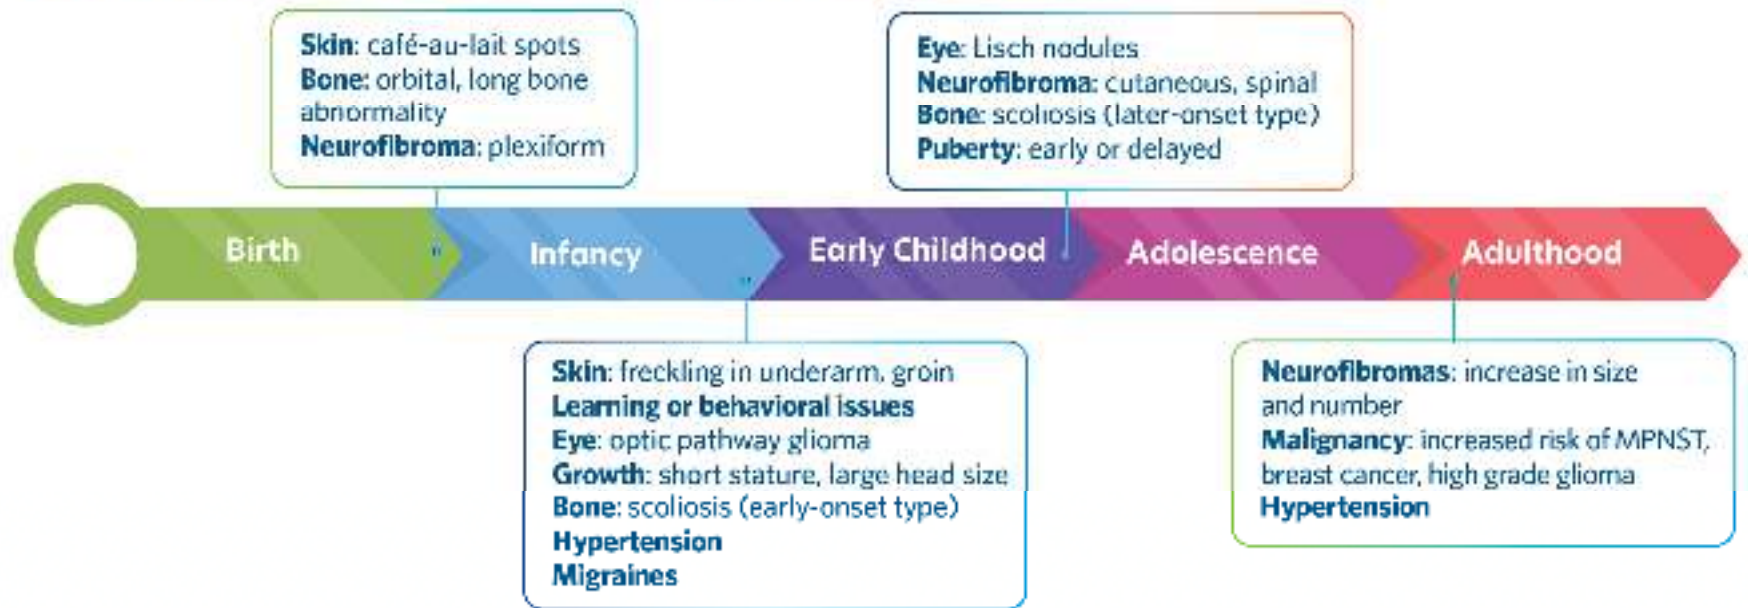 Skin: café-au-lait spots
Bone: orbital, long bone
abnormality
Neurofibroma: plexiform
Eye: Lisch nodules
Neurofibroma: cutaneous, spinal
Bone: scoliosis (later-onset type)
Puberty: early or delayed
Birth
Infancy
Early Childhood
Adolescence
Adulthood
Skin: freckling in underarm, groin
Learning or behavioral issues
Eye: optic pathway glioma
Growth: short stature, large head size
Bone: scoliosis (early-onset type)
Hypertension
Migraines
Neurofibromas: increase in size
and number
Malignancy: increased risk of MPNST,
breast cancer, high grade glioma
Hypertension